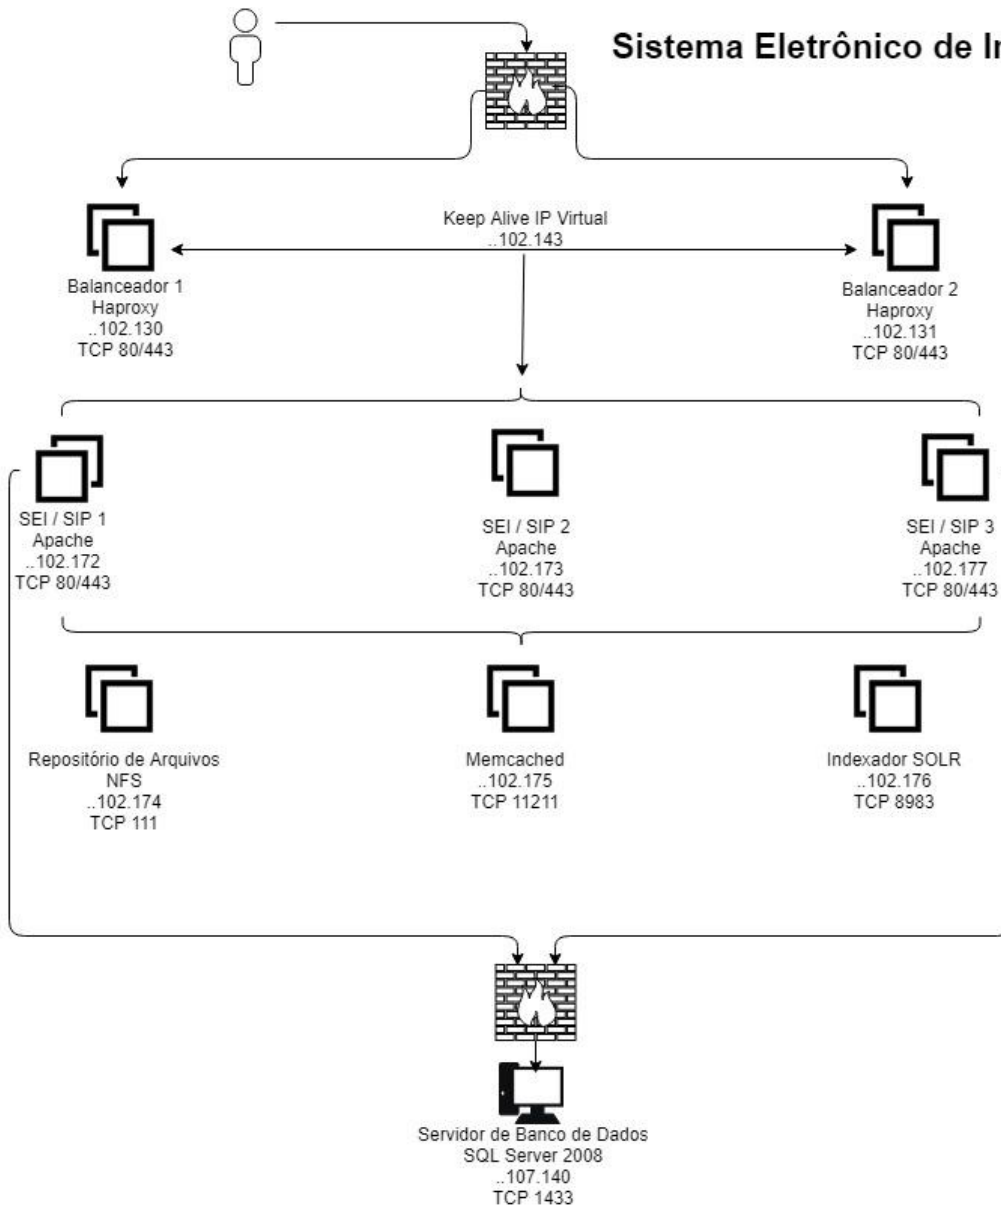 Sistema Eletrônico de
Keep Alive IP Virtual
..102.143
Balanceador 1
Haproxy
..102.130
TCP 80/443
Balanceador 2
Haproxy
..102.131
TCP 80/443
SEI / SIP 1
Apache
..102.172
TCP 80/443
SEI / SIP 2
Apache
..102.173
TCP 80/443
SEI / SIP 3
Apache
..102.177
TCP 80/443
Repositório de Arquivos
NFS
..102.174
TCP 111
Memcached
..102.175
TCP 11211
Indexador SOLR
..102.176
TCP 8983
Servidor de Banco de Dados
SQL Server 2008
..107.140
TCP 1433